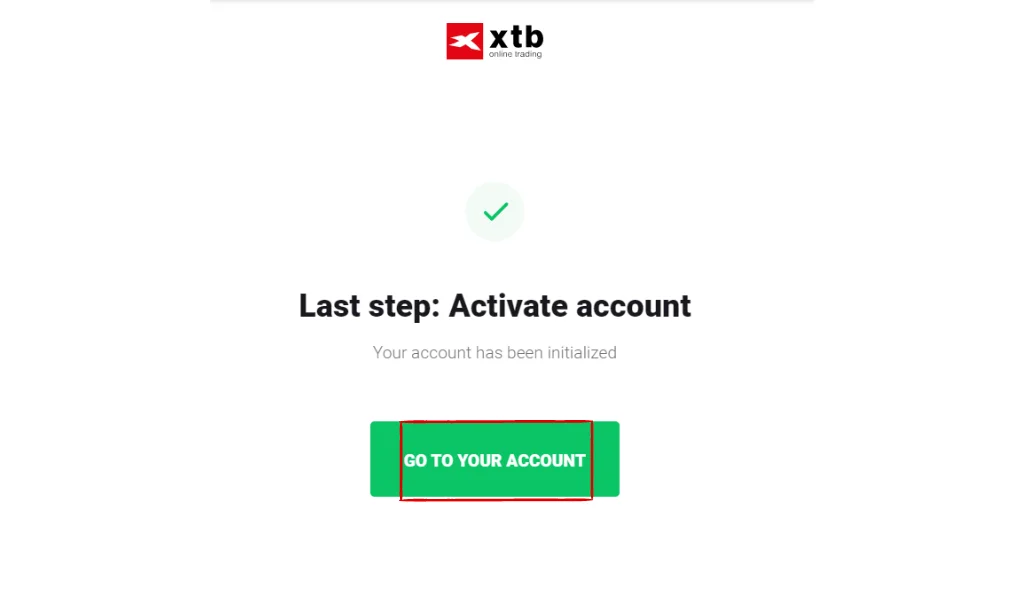 xtb
online trading
Last step: Activate account
Your account has been initialized
GO TO YOUR ACCOUNT